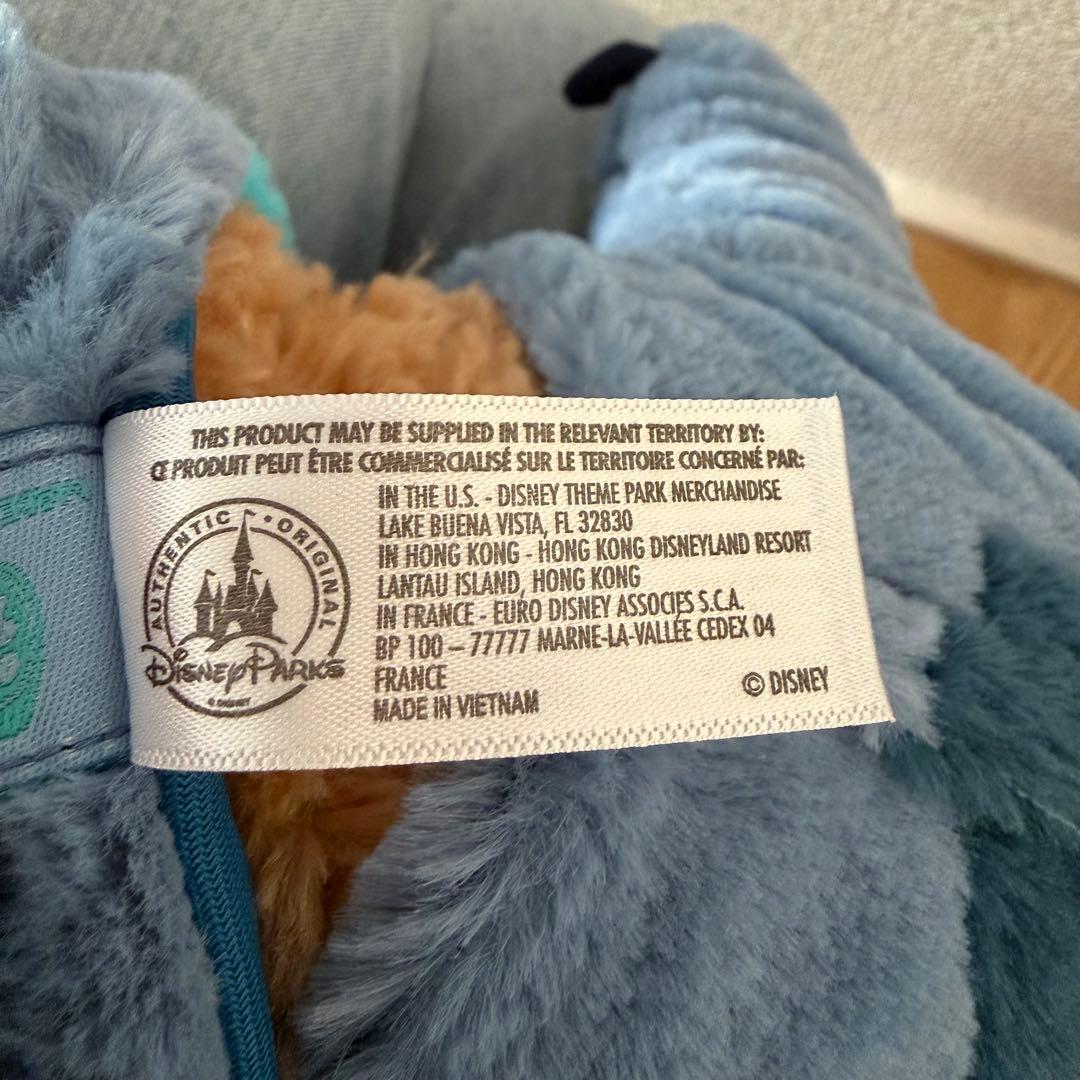 THIS PRODUCT MAY BE SUPPLIED IN THE RELEVANT TERRITORY BY:
CE PRODUIT PEUT ÊTRE COMMERCIALISÉ SUR LE TERRITOIRE CONCERNÉ PAR:
IN THE U.S. - DISNEY THEME PARK MERCHANDISE
LAKE BUENA VISTA, FL 32830
IN HONG KONG - HONG KONG DISNEYLAND RESORT
LANTAU ISLAND, HONG KONG
IN FRANCE - EURO DISNEY ASSOCIES S.C.A.
BP 100 – 77777 MARNE-LA-VALLÉE CEDEX 04
FRANCE
MADE IN VIETNAM
© DISNEY
AUTHENTIC • ORIGINAL
DISNEY PARKS
© DISNEY